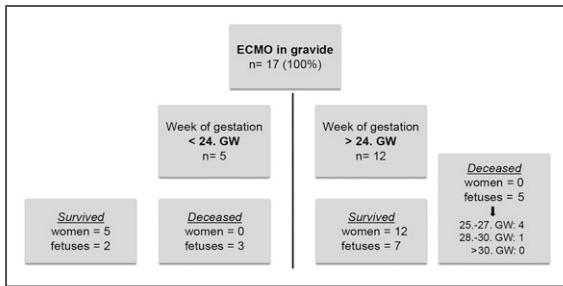 ECMO in gravide
n= 17 (100%)
Week of gestation
< 24. GW
n= 5
Week of gestation
> 24. GW
n= 12
Survived
women = 5
fetuses = 2
Deceased
women = 0
fetuses = 3
Survived
women = 12
fetuses = 7
Deceased
women = 0
fetuses = 5
25.-27. GW: 4
28.-30. GW: 1
>30. GW: 0